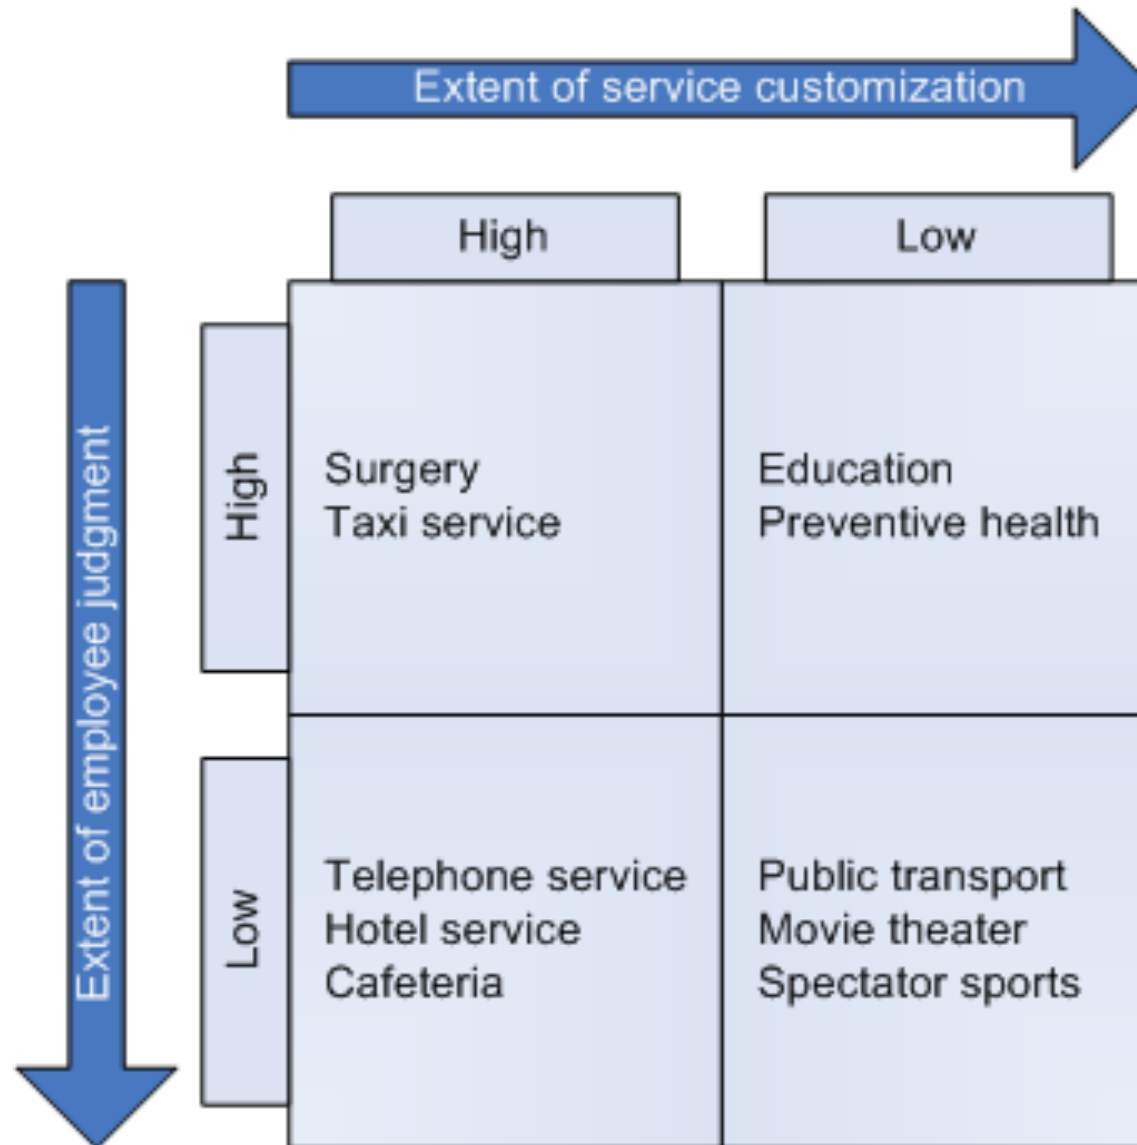 Extent of service customization
High
Low
Extent of employee judgment
High
Surgery
Taxi service
Education
Preventive health
Low
Telephone service
Hotel service
Cafeteria
Public transport
Movie theater
Spectator sports